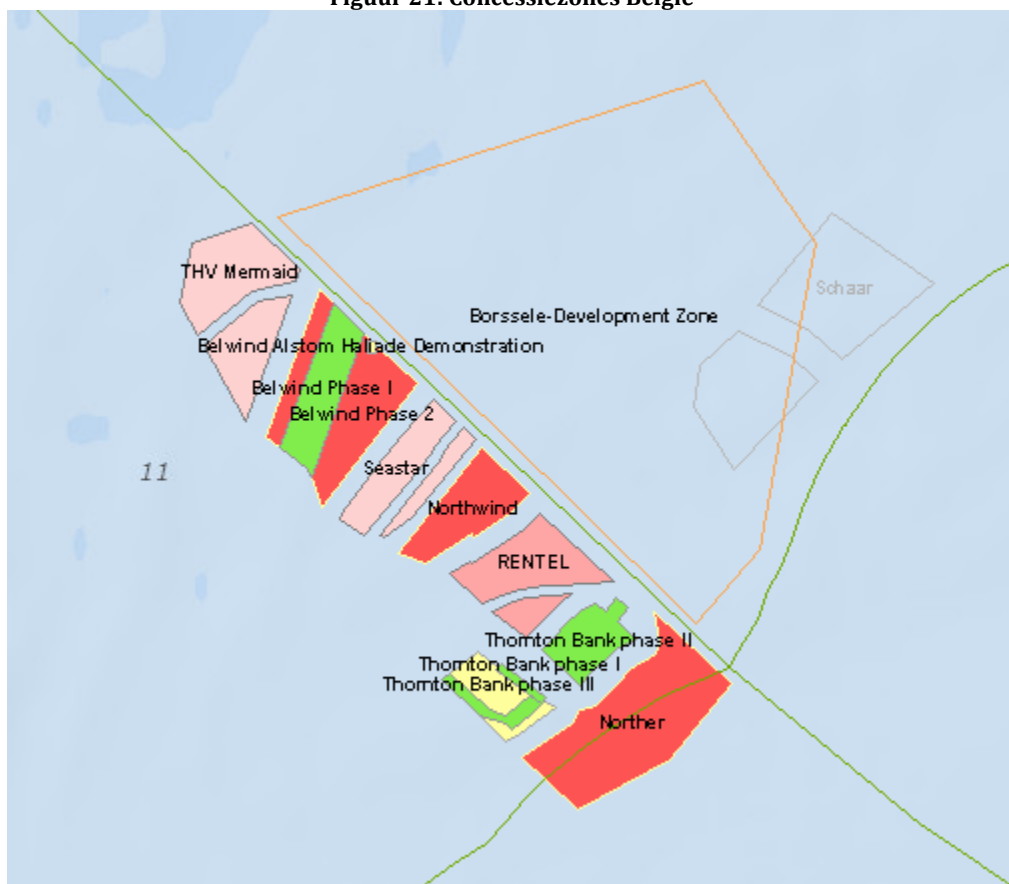 Figuur 21: Concessiezones België
THV Mermaid
Schaar
Borssele-Development Zone
Belwind Alstom Haliade Demonstration
Belwind Phase I
Belwind Phase 2
Seastar
11
Northwind
RENTEL
Thornton Bank phase II
Thornton Bank phase I
Thornton Bank phase III
Norther